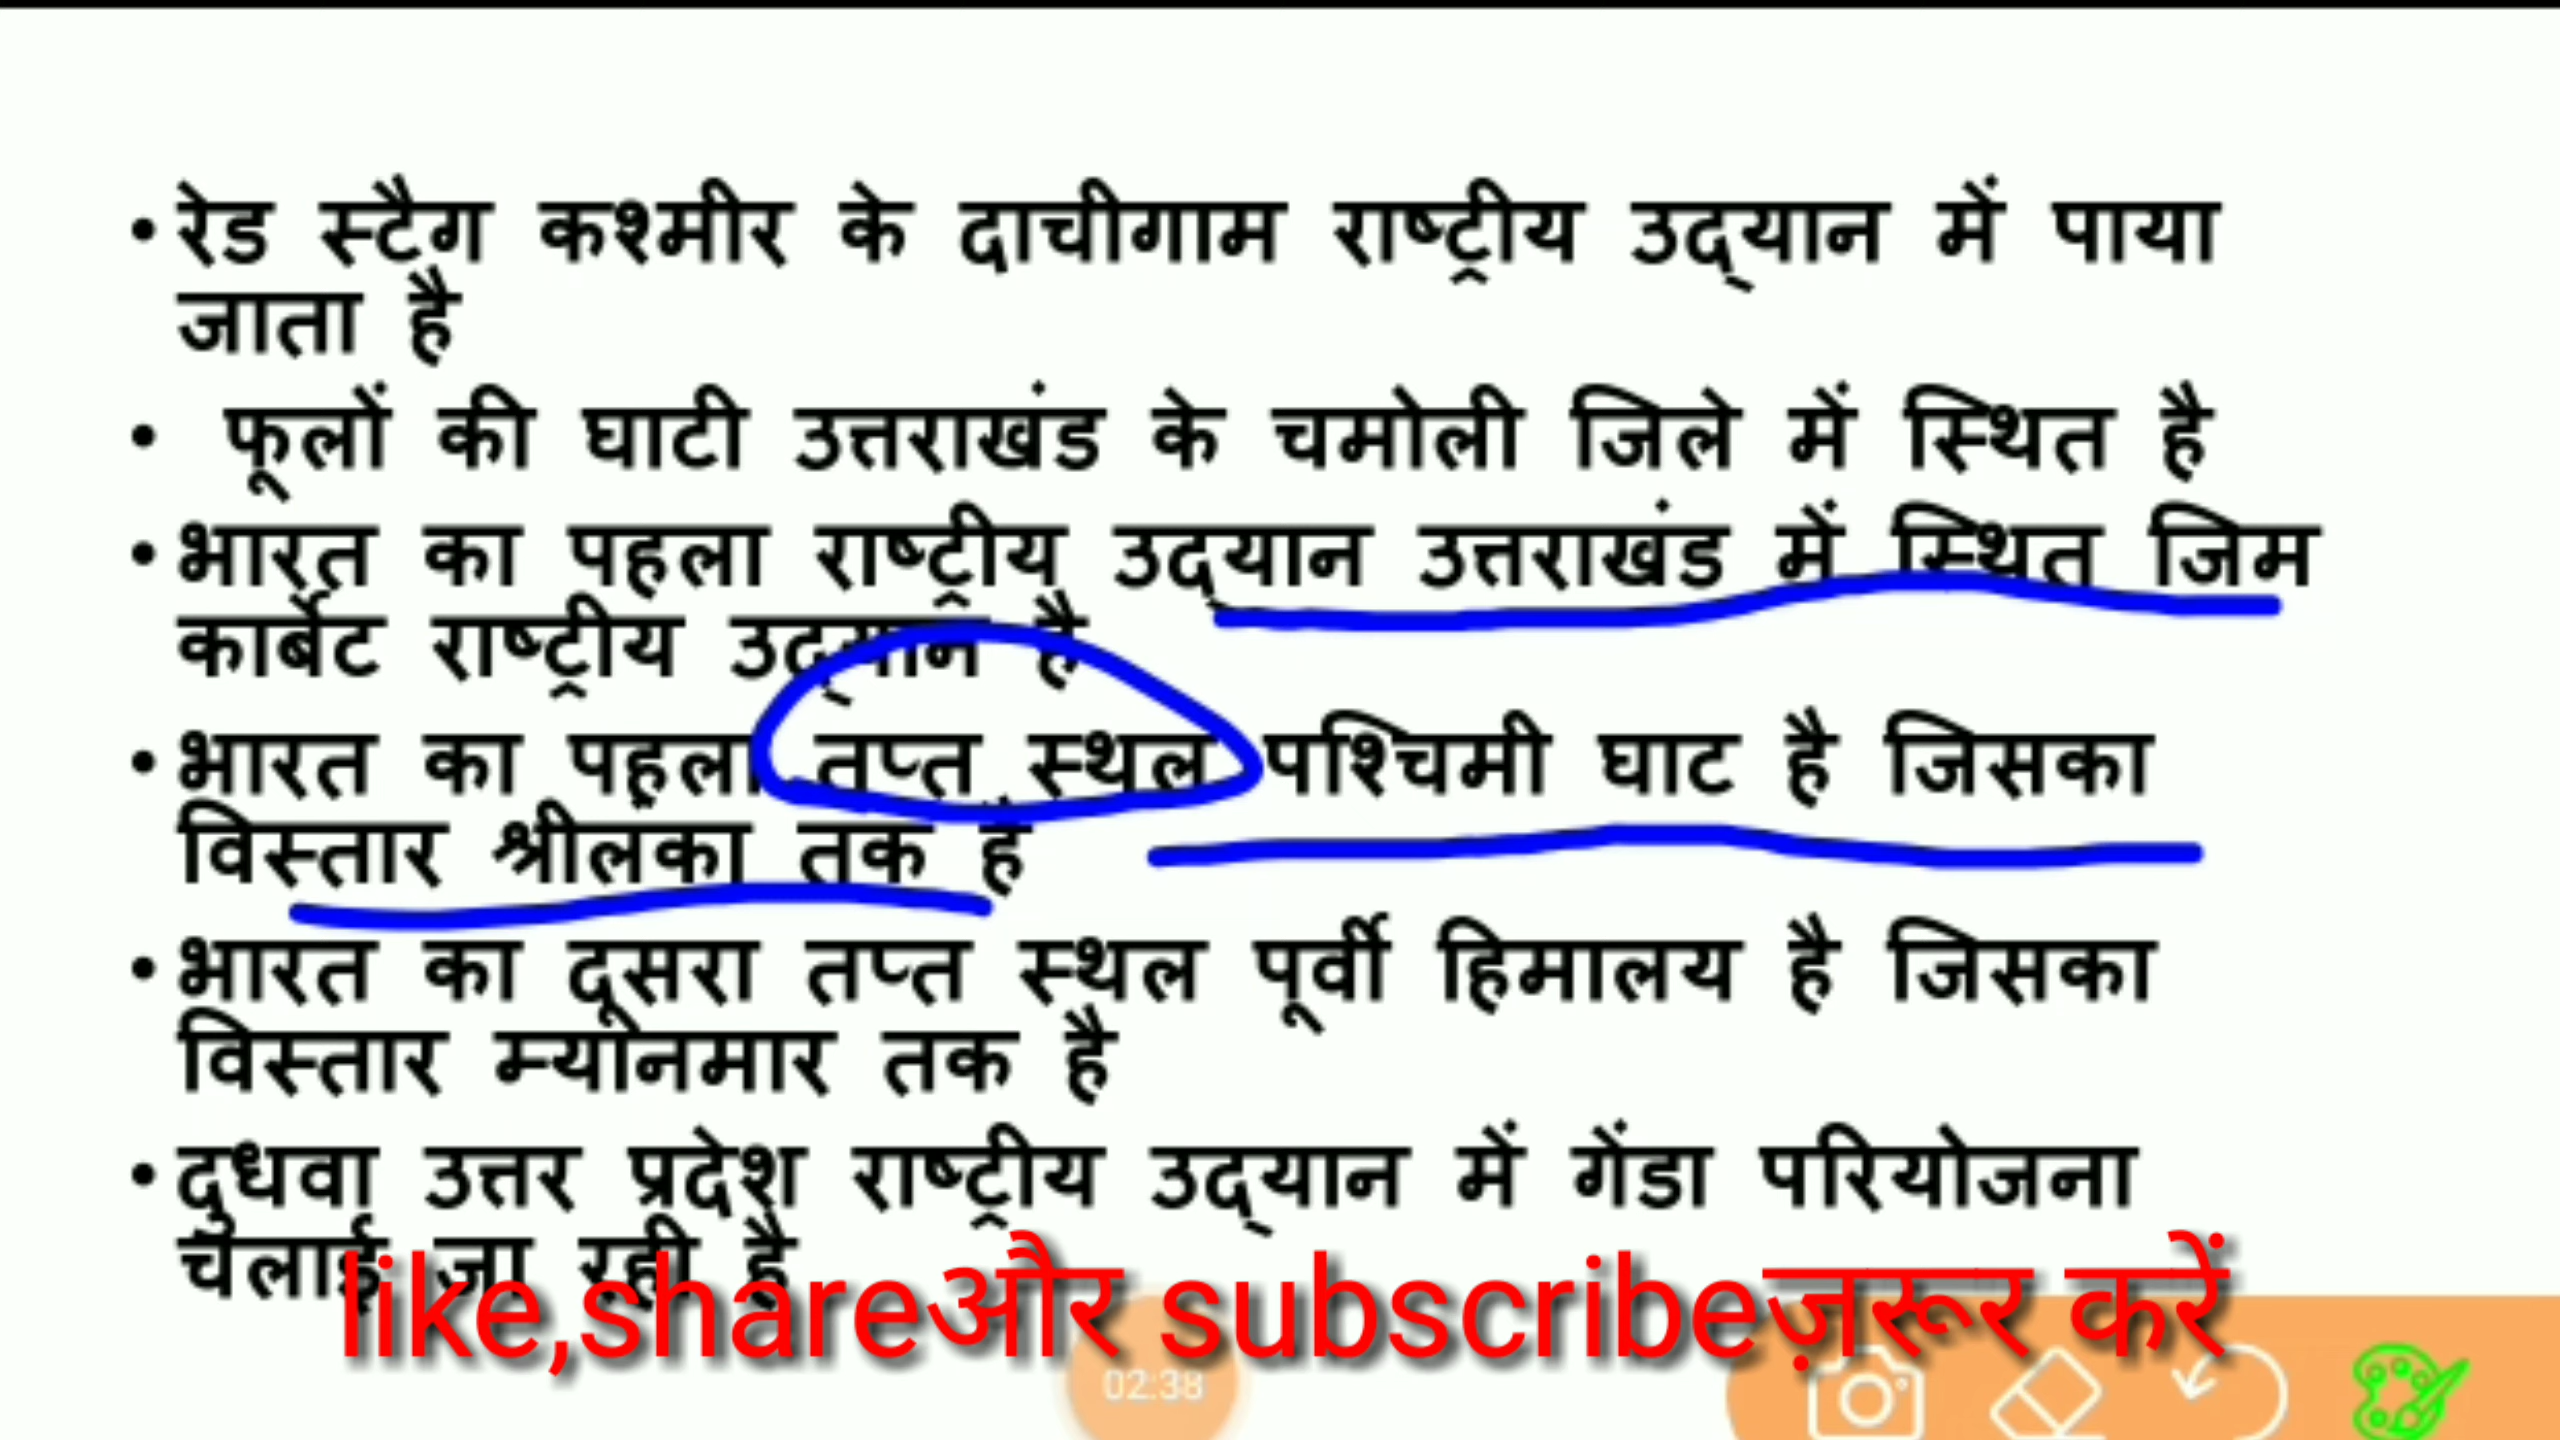 • रेड स्टैग कश्मीर के दाचीगाम राष्ट्रीय उद्यान में पाया
जाता है
• फूलों की घाटी उत्तराखंड के चमोली जिले में स्थित है
• भारत का पहला राष्ट्रीय उद्यान उत्तराखंड में स्थित जिम
कार्बेट राष्ट्रीय उद्यान है
• भारत का पहला तप्त स्थल पश्चिमी घाट है जिसका
विस्तार श्रीलंका तक है
• भारत का दूसरा तप्त स्थल पूर्वी हिमालय है जिसका
विस्तार म्यांनमार तक है
• दुधवा उत्तर प्रदेश राष्ट्रीय उद्यान में गेंडा परियोजना
चलाई जा रही है
like,shareऔर subscribeज़रूर करें
02:38